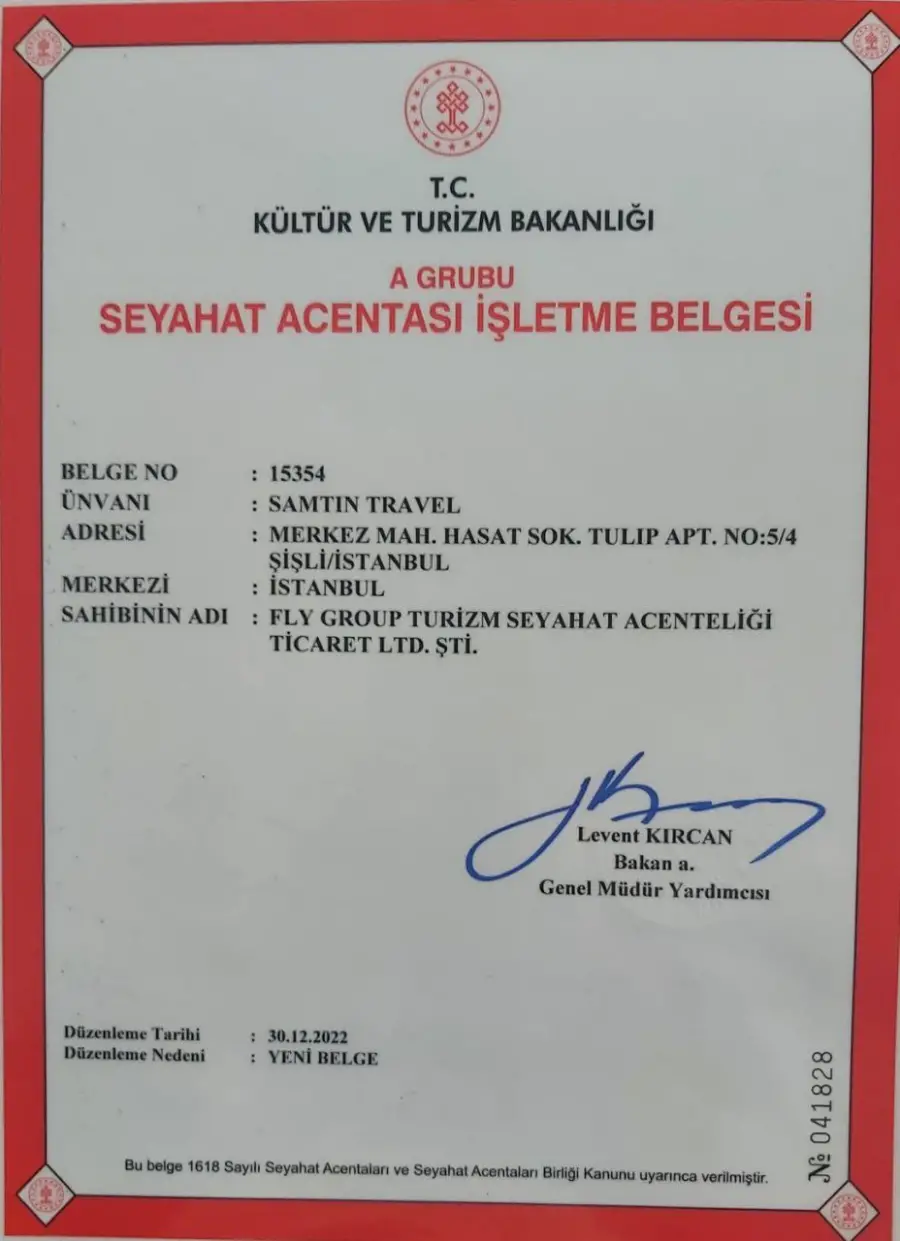 T.C.
KÜLTÜR VE TURİZM BAKANLIĞI
A GRUBU
SEYAHAT ACENTASI İŞLETME BELGESİ
BELGE NO : 15354
ÜNVANI : SAMTIN TRAVEL
ADRESİ : MERKEZ MAH. HASAT SOK. TULIP APT. NO:5/4
ŞİŞLİ/İSTANBUL
MERKEZİ : İSTANBUL
SAHİBİNİN ADI : FLY GROUP TURİZM SEYAHAT ACENTELİĞİ
TİCARET LTD. ŞTİ.
Levent KIRCAN
Bakan a.
Genel Müdür Yardımcısı
Düzenleme Tarihi : 30.12.2022
Düzenleme Nedeni : YENİ BELGE
№ 041828
Bu belge 1618 Sayılı Seyahat Acentaları ve Seyahat Acentaları Birliği Kanunu uyarınca verilmiştir.